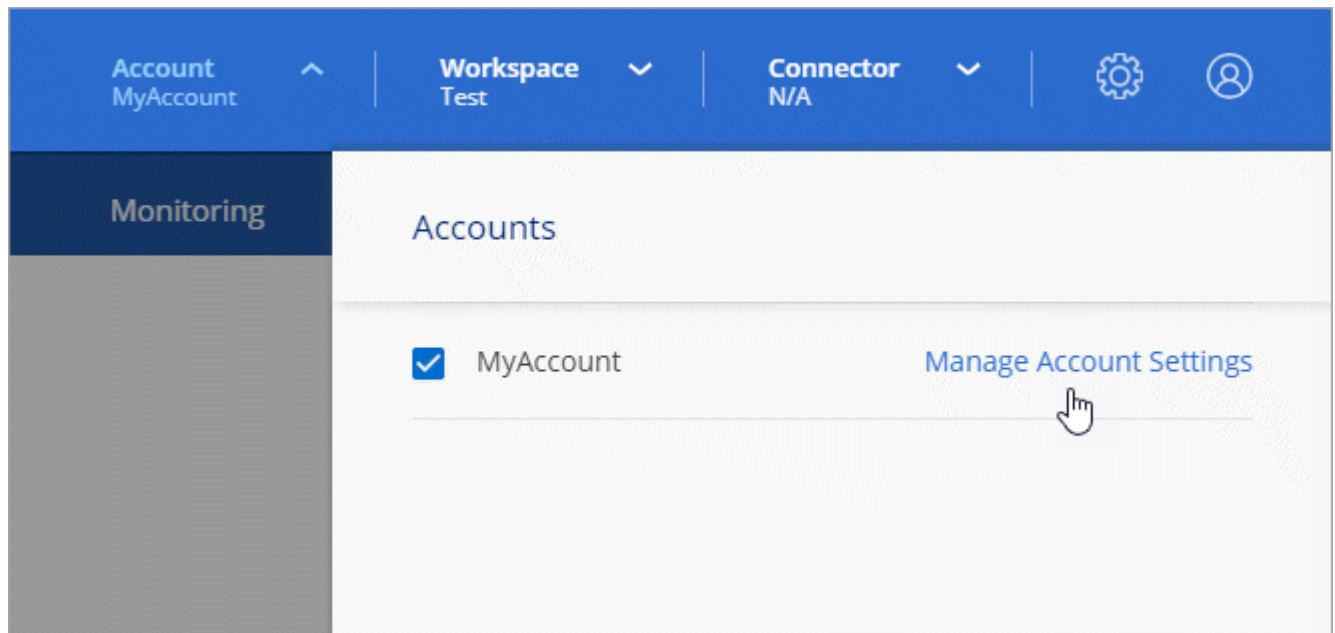 Account
MyAccount
Workspace
Test
Connector
N/A
Monitoring
Accounts
MyAccount
Manage Account Settings